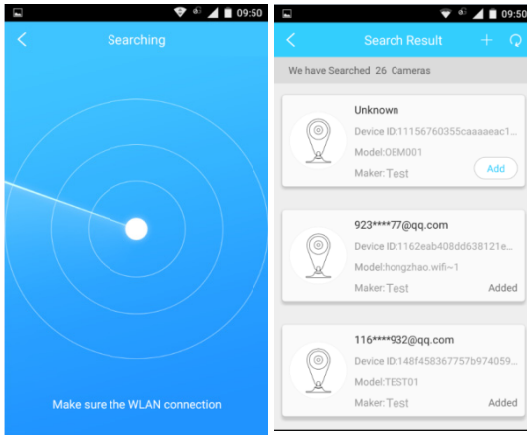 09:50
Searching
Make sure the WLAN connection
09:50
Search Result
We have Searched 26 Cameras
Unknown
Device ID:11156760355caaaaeac1...
Model:OEM001
Maker:Test
Add
923****77@qq.com
Device ID:1162eab408dd638121e...
Model:hongzhao.wifi~1
Maker:Test
Added
116****932@qq.com
Device ID:148f458367757b974059...
Model:TEST01
Maker:Test
Added